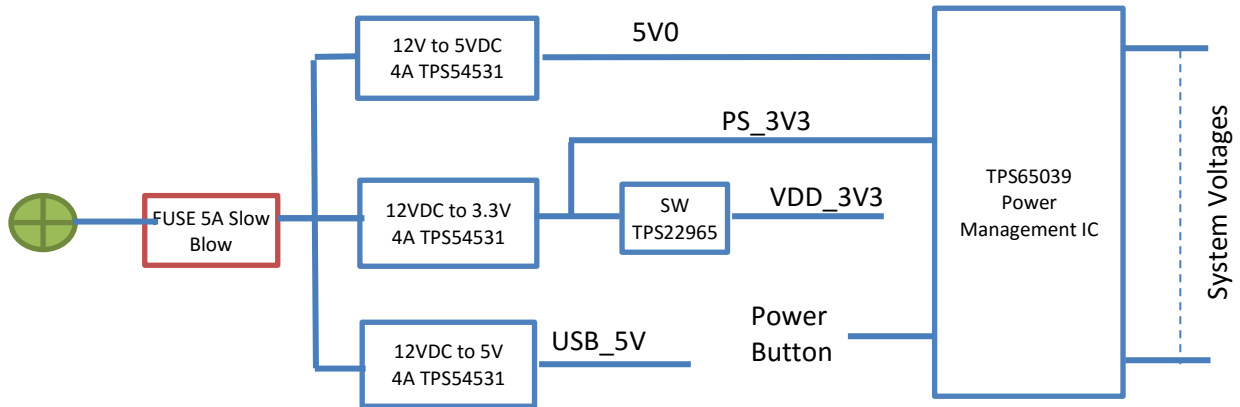 12V to 5VDC
4A TPS54531
5V0
PS_3V3
FUSE 5A Slow
Blow
12VDC to 3.3V
4A TPS54531
SW
TPS22965
VDD_3V3
12VDC to 5V
4A TPS54531
USB_5V
Power
Button
TPS65039
Power
Management IC
System Voltages